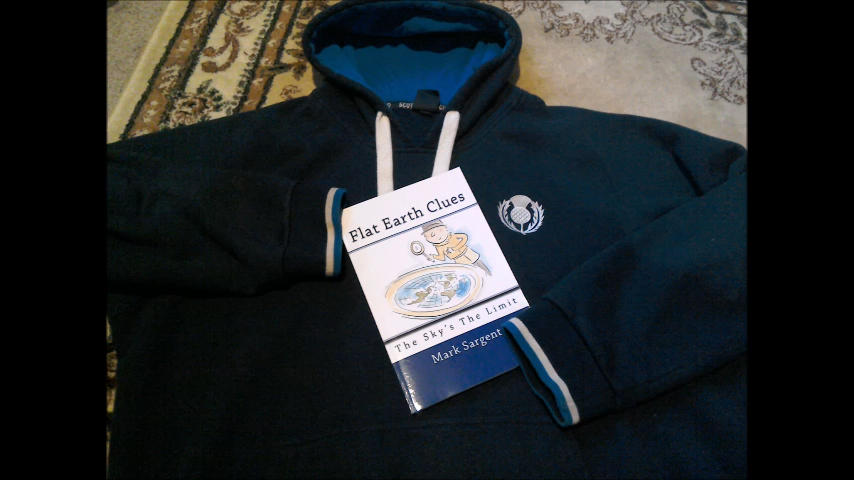 Flat Earth Clues
The Sky's The Limit
Mark Sargent